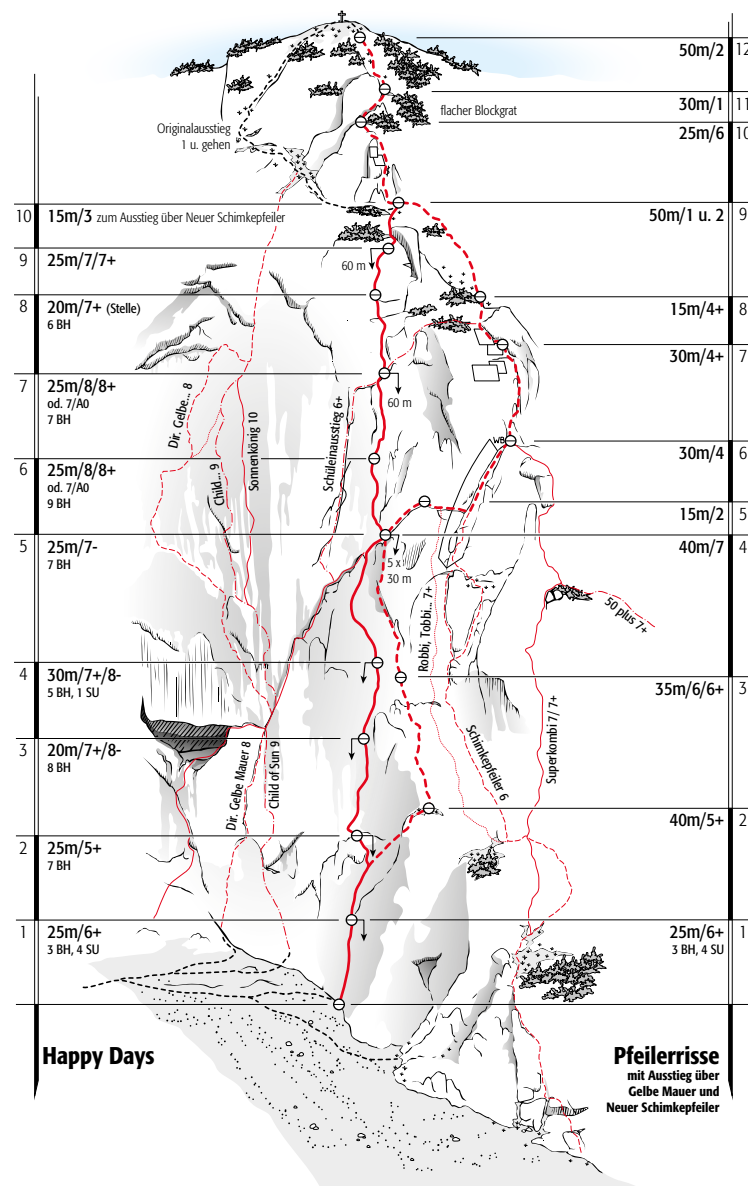 50m/2
12
30m/1
11
flacher Blockgrat
25m/6
10
Originalausstieg
1 u. gehen
10
15m/3 zum Ausstieg über Neuer Schimkepfeiler
50m/1 u. 2
9
9
25m/7/7+
60 m
8
20m/7+ (Stelle)
6 BH
15m/4+
8
30m/4+
7
7
25m/8/8+
od. 7/A0
7 BH
60 m
Dir. Gelbe... 8
Child... 9
Sonnenkönig 10
Schüleinausstieg 6+
WB
30m/4
6
6
25m/8/8+
od. 7/A0
9 BH
15m/2
5
5
25m/7-
7 BH
40m/7
4
5 x
30 m
Robbi, Tobbi... 7+
50 plus 7+
4
30m/7+/8-
5 BH, 1 SU
35m/6/6+
3
3
20m/7+/8-
8 BH
Dir. Gelbe Mauer 8
Child of Sun 9
Schimkepfeiler 6
Superkombi 7/ 7+
40m/5+
2
2
25m/5+
7 BH
1
25m/6+
3 BH, 4 SU
25m/6+
3 BH, 4 SU
1
Happy Days
Pfeilerrisse
mit Ausstieg über
Gelbe Mauer und
Neuer Schimkepfeiler